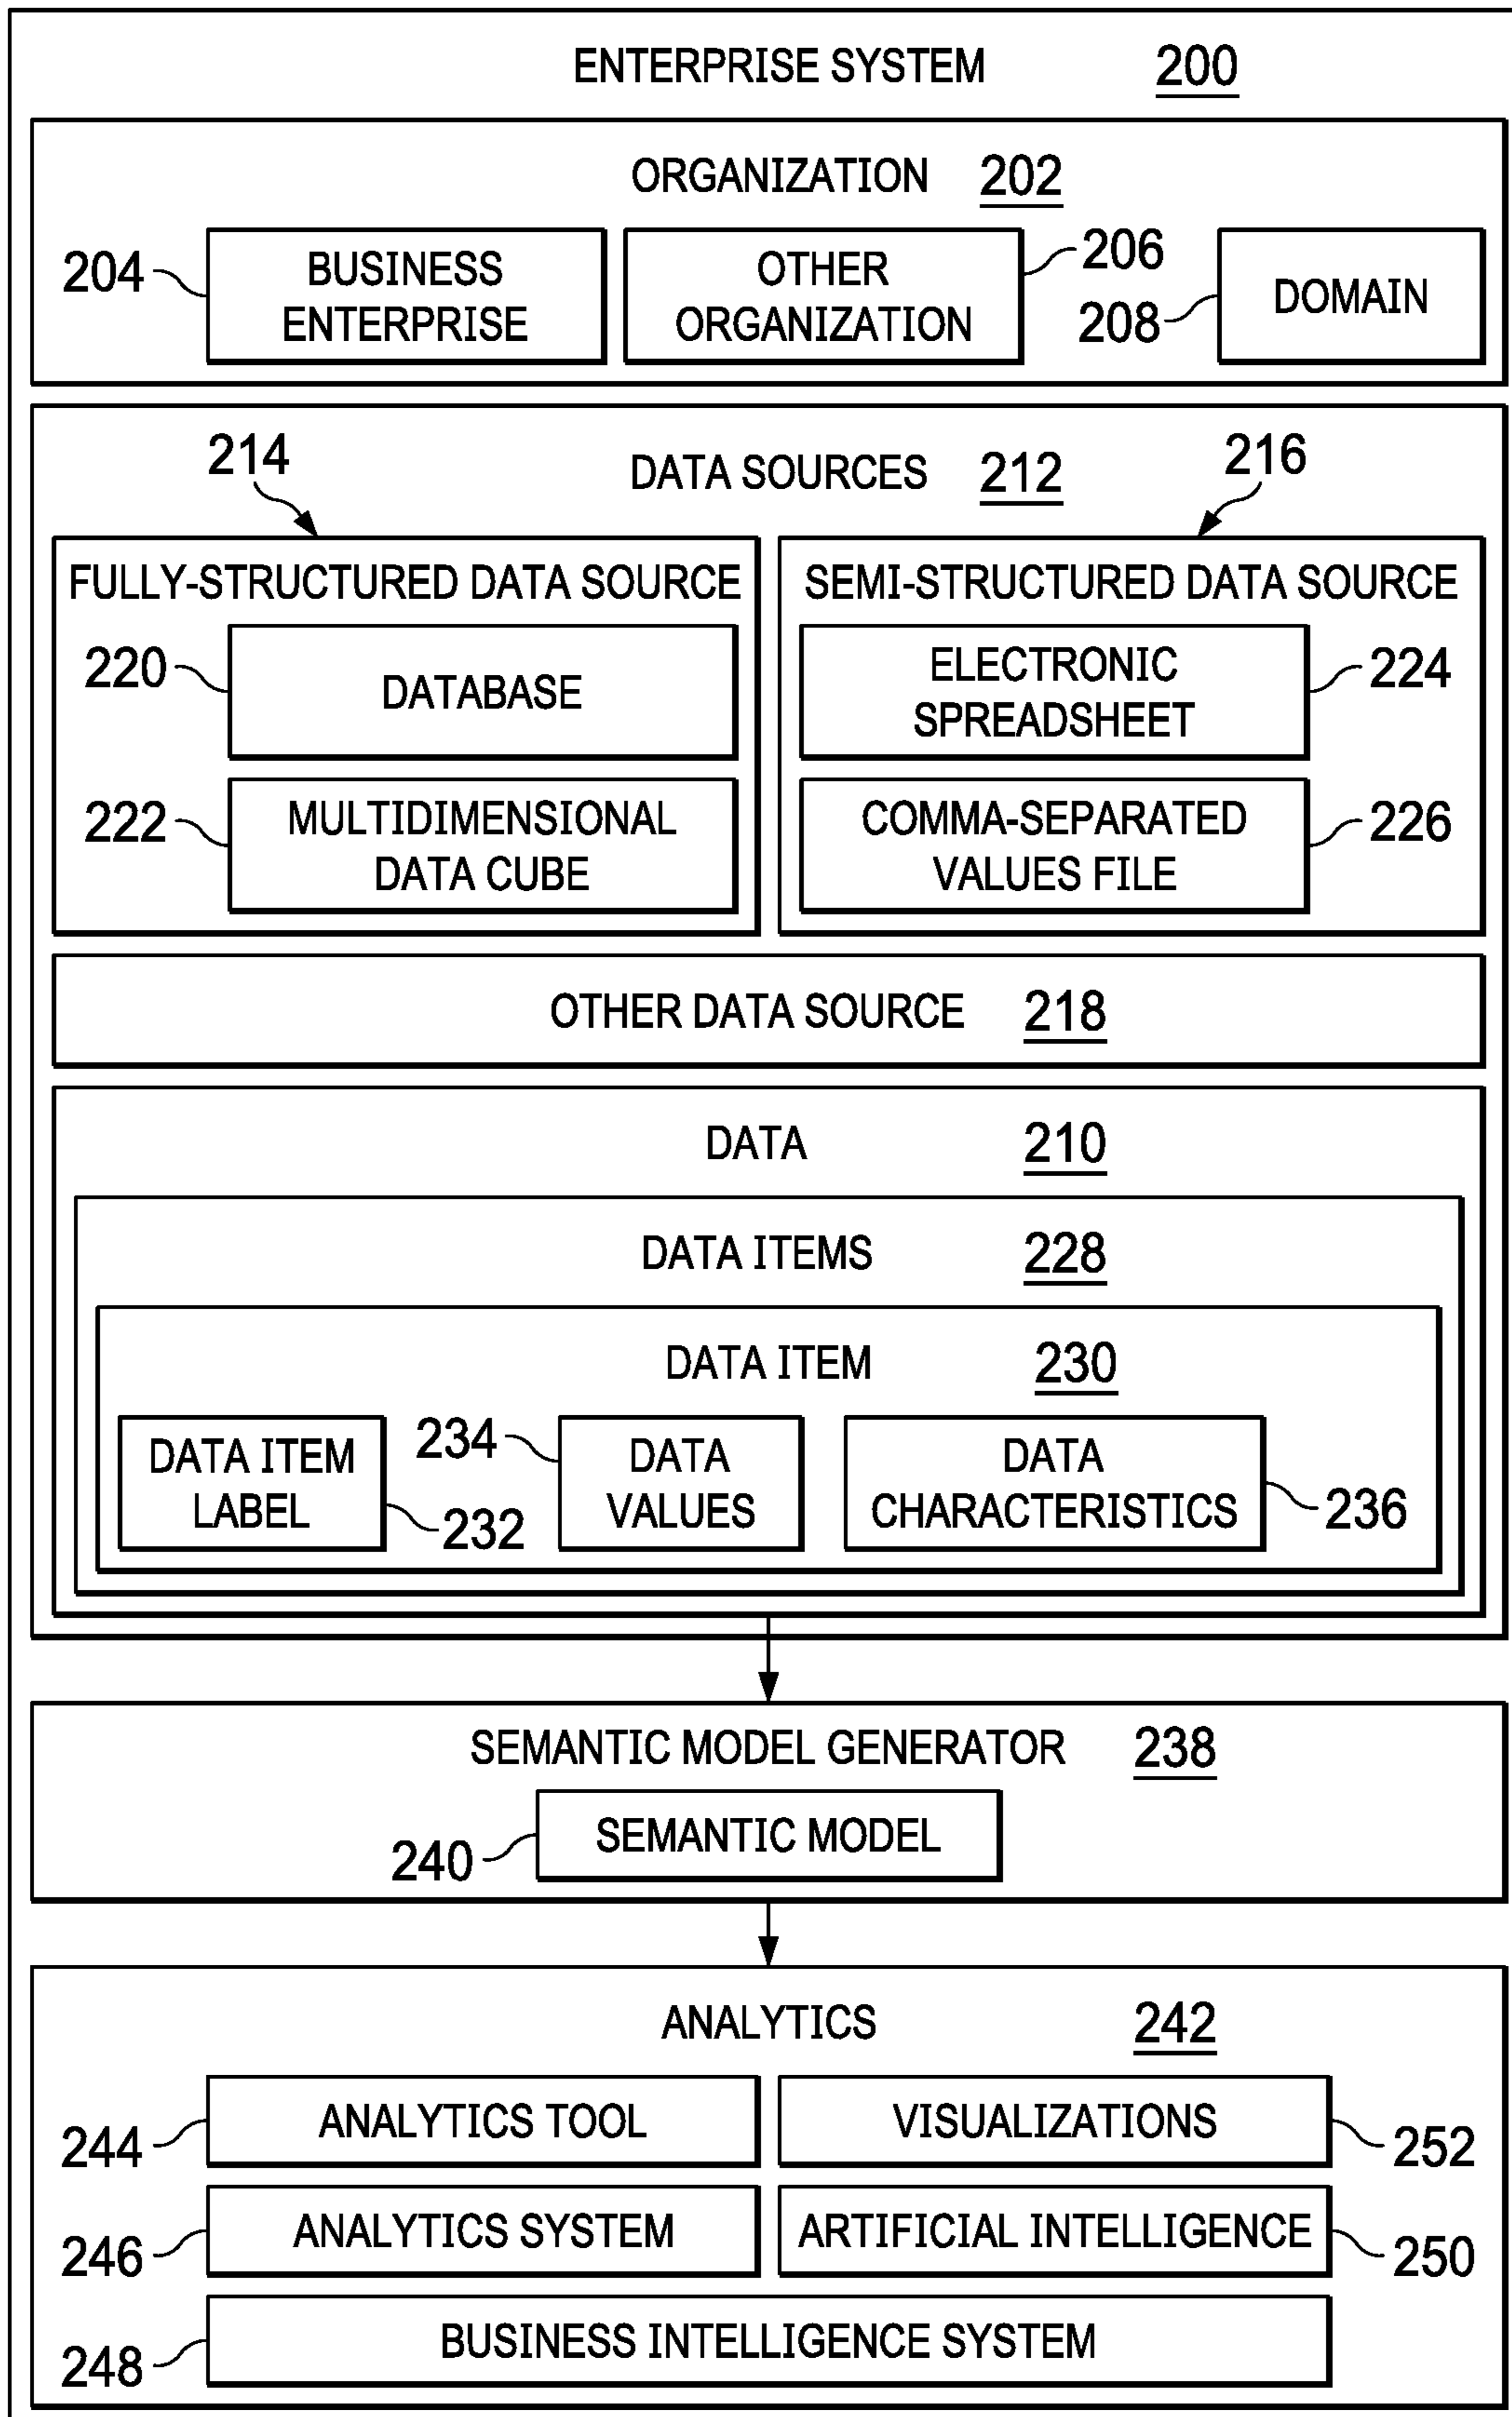 ENTERPRISE SYSTEM 200
ORGANIZATION 202
204
BUSINESS
ENTERPRISE
OTHER
ORGANIZATION
206
208
DOMAIN
214
DATA SOURCES 212
216
FULLY-STRUCTURED DATA SOURCE
220
DATABASE
222
MULTIDIMENSIONAL
DATA CUBE
SEMI-STRUCTURED DATA SOURCE
ELECTRONIC
SPREADSHEET
224
COMMA-SEPARATED
VALUES FILE
226
OTHER DATA SOURCE 218
DATA 210
DATA ITEMS 228
DATA ITEM 230
DATA ITEM
LABEL
232
234
DATA
VALUES
DATA
CHARACTERISTICS
236
SEMANTIC MODEL GENERATOR 238
240
SEMANTIC MODEL
ANALYTICS 242
244
ANALYTICS TOOL
VISUALIZATIONS
252
246
ANALYTICS SYSTEM
ARTIFICIAL INTELLIGENCE
250
248
BUSINESS INTELLIGENCE SYSTEM